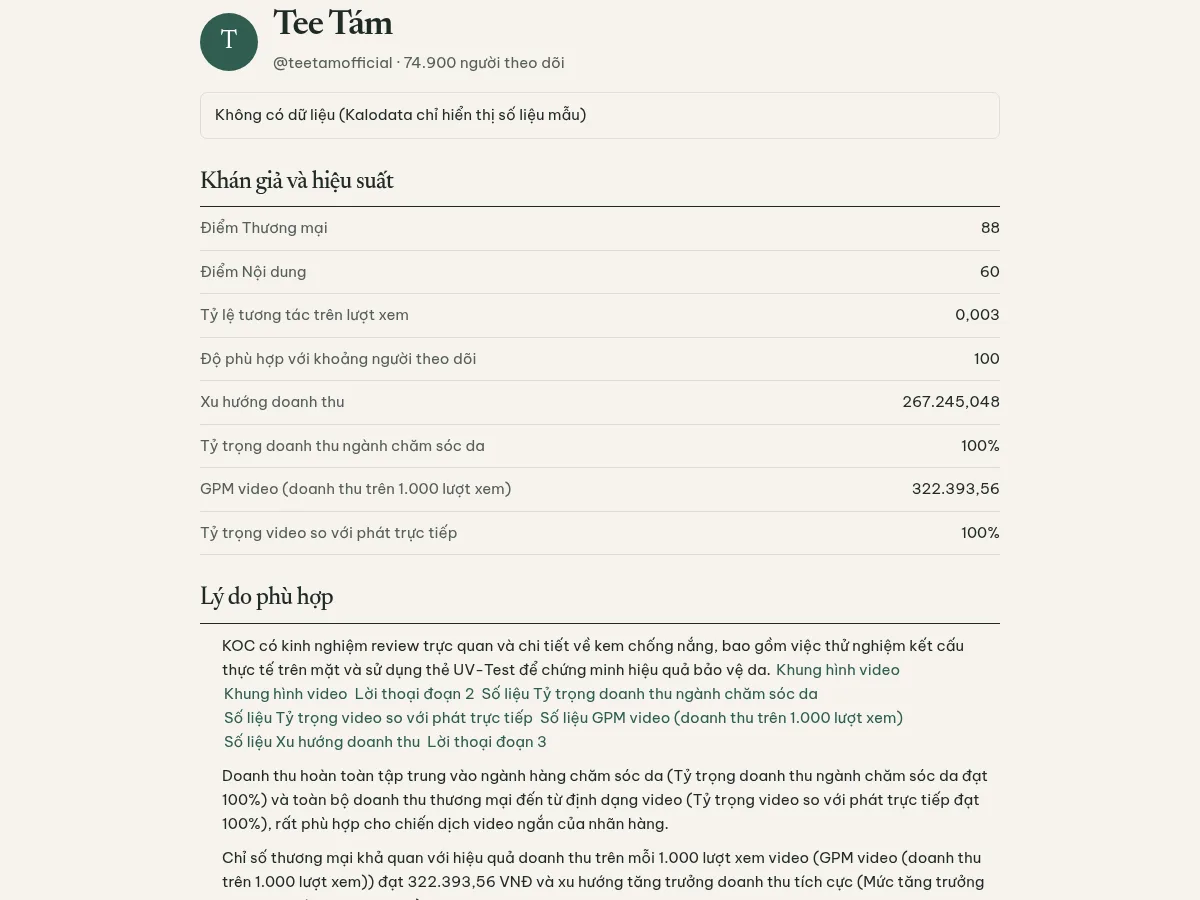 T
Tee Tám
@teetamofficial · 74.900 người theo dõi
Không có dữ liệu (Kalodata chỉ hiển thị số liệu mẫu)
Khán giả và hiệu suất
Điểm Thương mại 88
Điểm Nội dung 60
Tỷ lệ tương tác trên lượt xem 0,003
Độ phù hợp với khoảng người theo dõi 100
Xu hướng doanh thu 267.245,048
Tỷ trọng doanh thu ngành chăm sóc da 100%
GPM video (doanh thu trên 1.000 lượt xem) 322.393,56
Tỷ trọng video so với phát trực tiếp 100%
Lý do phù hợp
KOC có kinh nghiệm review trực quan và chi tiết về kem chống nắng, bao gồm việc thử nghiệm kết cấu
thực tế trên mặt và sử dụng thẻ UV-Test để chứng minh hiệu quả bảo vệ da. Khung hình video
Khung hình video Lời thoại đoạn 2 Số liệu Tỷ trọng doanh thu ngành chăm sóc da
Số liệu Tỷ trọng video so với phát trực tiếp Số liệu GPM video (doanh thu trên 1.000 lượt xem)
Số liệu Xu hướng doanh thu Lời thoại đoạn 3
Doanh thu hoàn toàn tập trung vào ngành hàng chăm sóc da (Tỷ trọng doanh thu ngành chăm sóc da đạt
100%) và toàn bộ doanh thu thương mại đến từ định dạng video (Tỷ trọng video so với phát trực tiếp đạt
100%), rất phù hợp cho chiến dịch video ngắn của nhãn hàng.
Chỉ số thương mại khả quan với hiệu quả doanh thu trên mỗi 1.000 lượt xem video (GPM video (doanh thu
trên 1.000 lượt xem)) đạt 322.393,56 VNĐ và xu hướng tăng trưởng doanh thu tích cực (Mức tăng trưởng